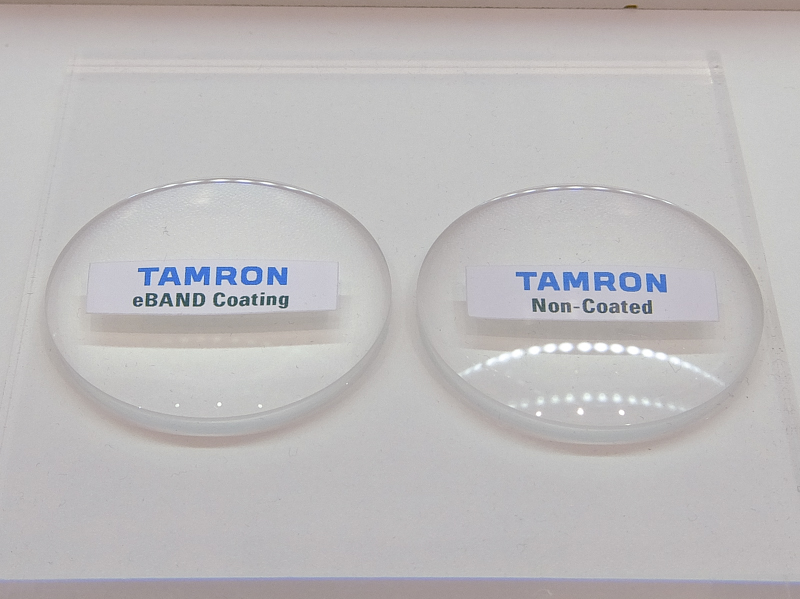 TAMRON
eBAND Coating
TAMRON
Non-Coated